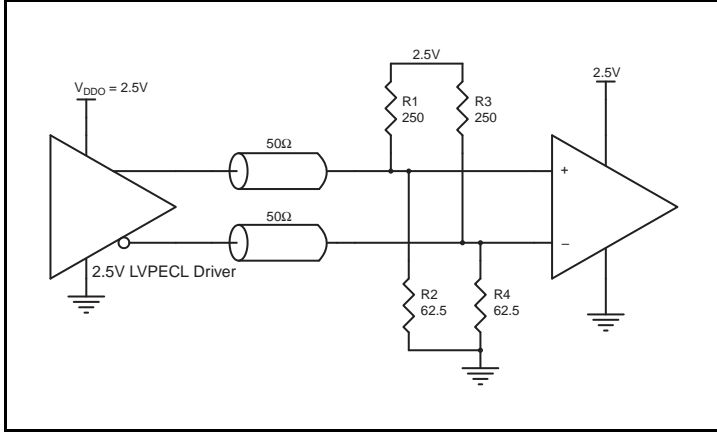 2.5V
V_DDO = 2.5V
2.5V
R1
250
R3
250
50Ω
+
50Ω
−
2.5V LVPECL Driver
R2
62.5
R4
62.5